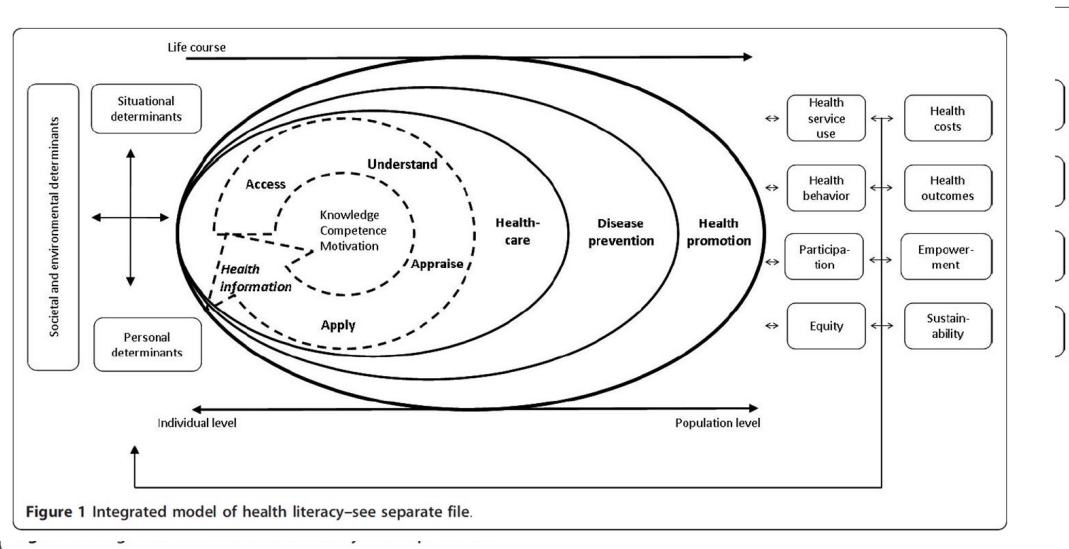 Life course
Societal and environmental determinants
Situational
determinants
Personal
determinants
Access
Understand
Knowledge
Competence
Motivation
Appraise
Health
information
Apply
Health-
care
Disease
prevention
Health
promotion
Health
service
use
Health
costs
Health
behavior
Health
outcomes
Participa-
tion
Empower-
ment
Equity
Sustain-
ability
Individual level
Population level
Figure 1 Integrated model of health literacy–see separate file.